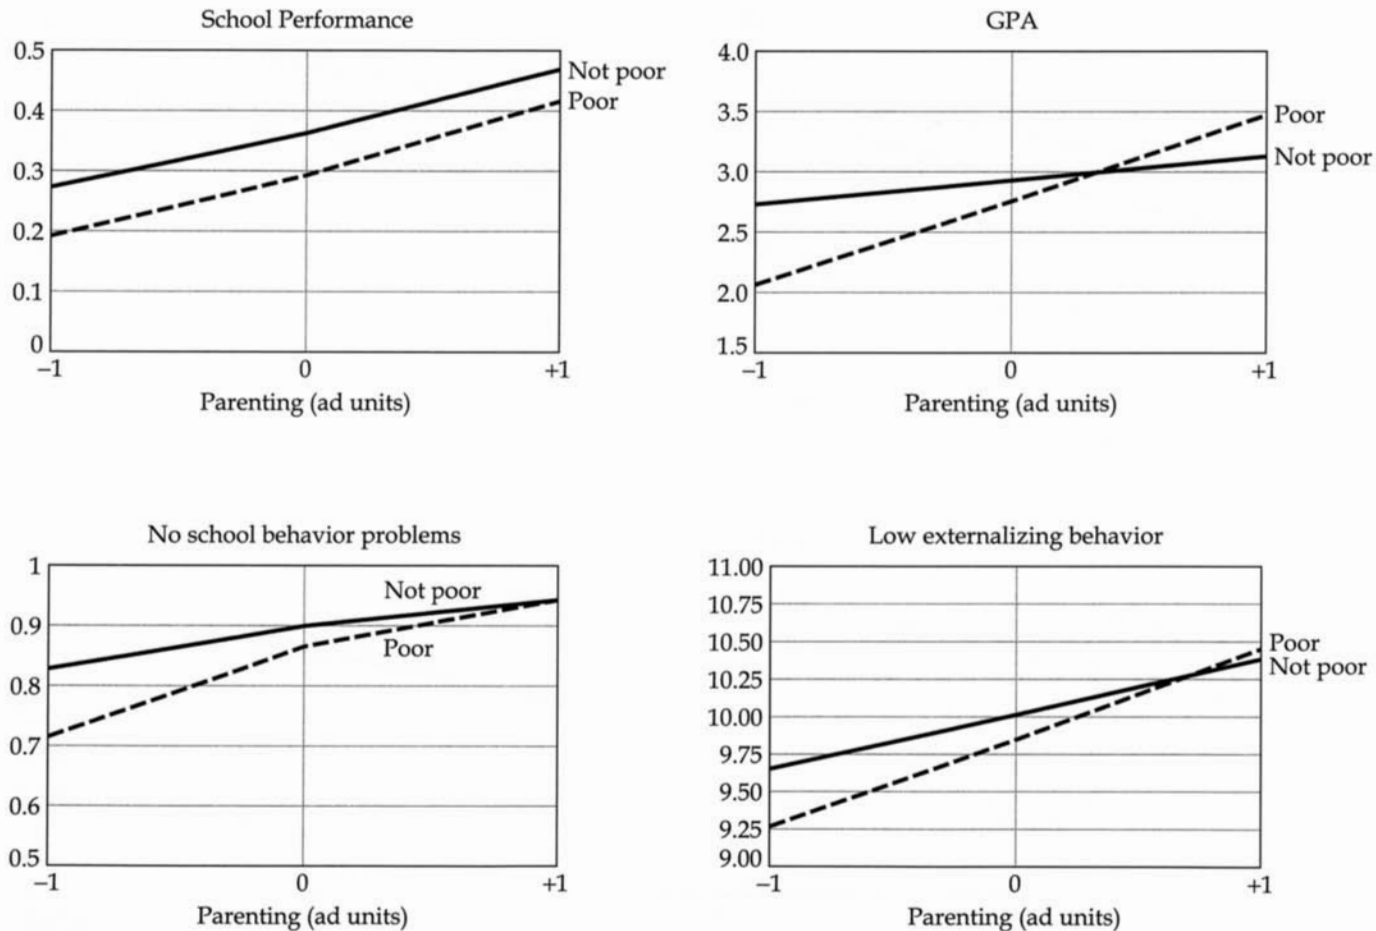 School Performance
0.5
0.4
0.3
0.2
0.1
0
Not poor
Poor
−1 0 +1
Parenting (ad units)
GPA
4.0
3.5
3.0
2.5
2.0
1.5
Poor
Not poor
−1 0 +1
Parenting (ad units)
No school behavior problems
1
0.9
0.8
0.7
0.6
0.5
Not poor
Poor
−1 0 +1
Parenting (ad units)
Low externalizing behavior
11.00
10.75
10.50
10.25
10.00
9.75
9.50
9.25
9.00
Poor
Not poor
−1 0 +1
Parenting (ad units)